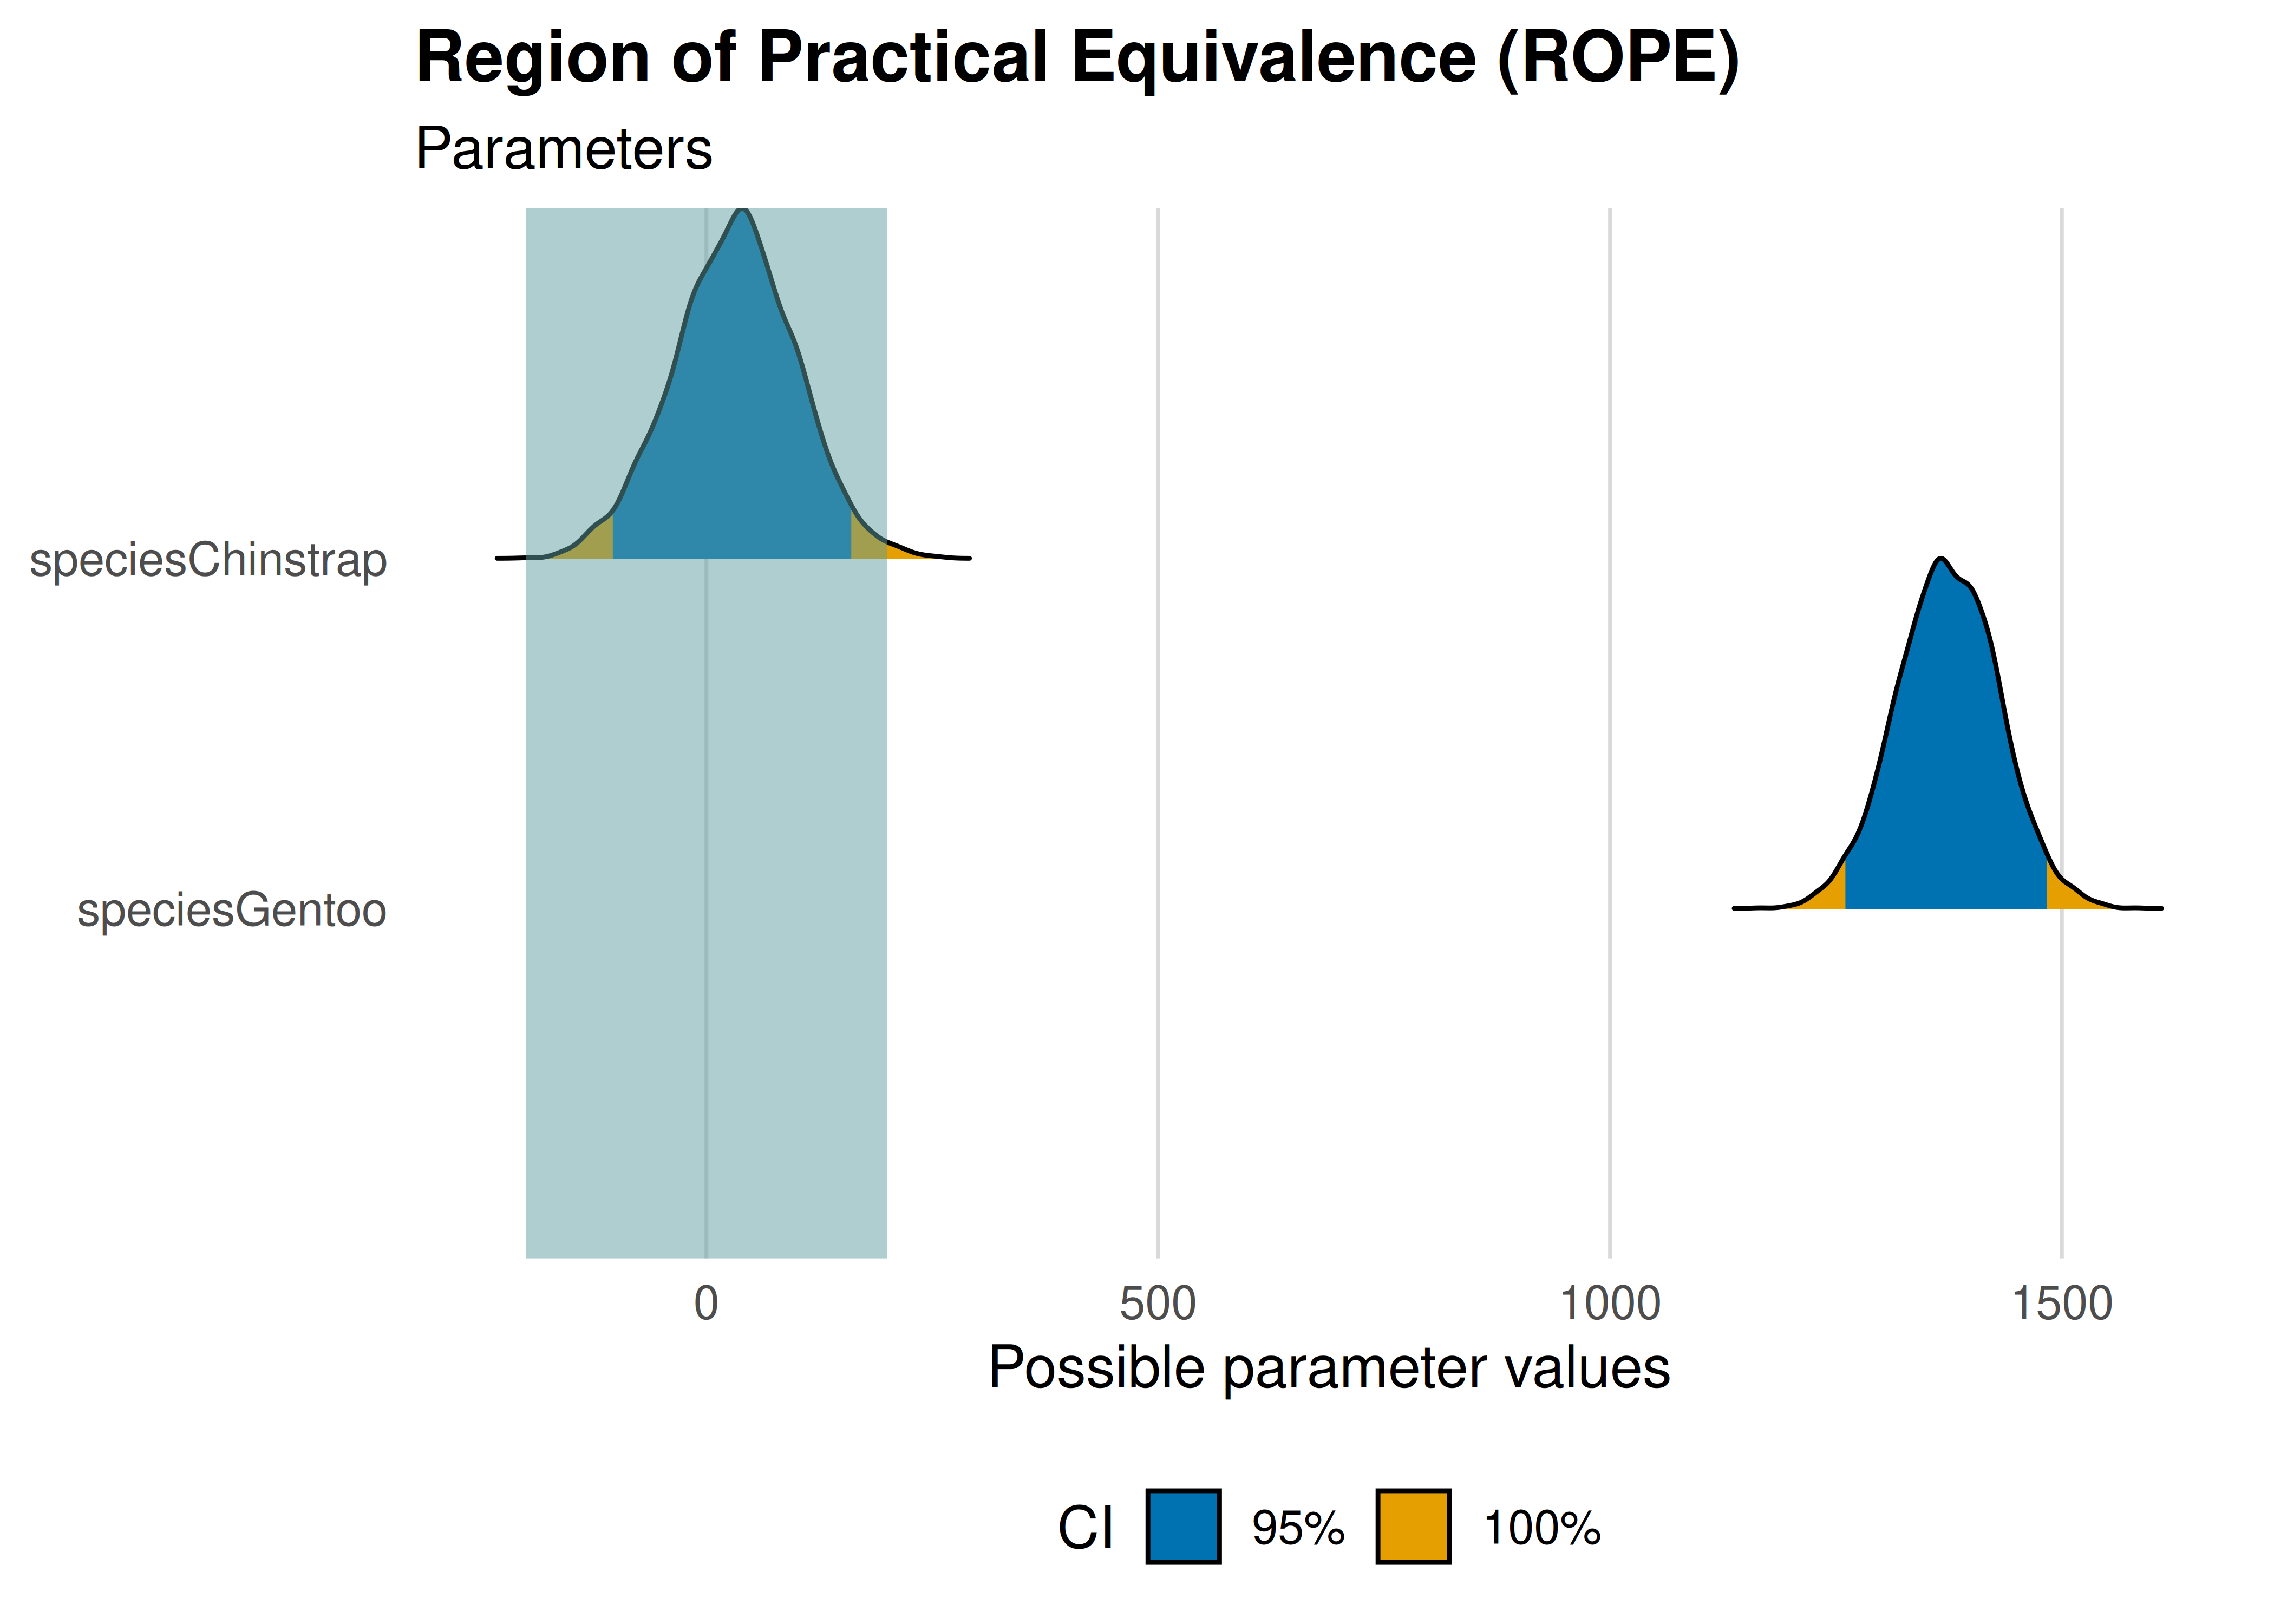 Region of Practical Equivalence (ROPE)
Parameters
speciesChinstrap
speciesGentoo
0 500 1000 1500
Possible parameter values
CI 95% 100%